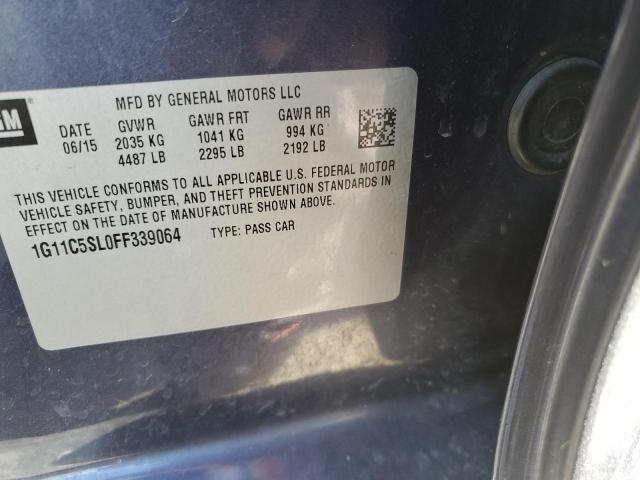 GM ®
MFD BY GENERAL MOTORS LLC
DATE GVWR GAWR FRT GAWR RR
06/15 2035 KG 1041 KG 994 KG
4487 LB 2295 LB 2192 LB
THIS VEHICLE CONFORMS TO ALL APPLICABLE U.S. FEDERAL MOTOR
VEHICLE SAFETY, BUMPER, AND THEFT PREVENTION STANDARDS IN
EFFECT ON THE DATE OF MANUFACTURE SHOWN ABOVE.
1G11C5SL0FF339064 TYPE: PASS CAR